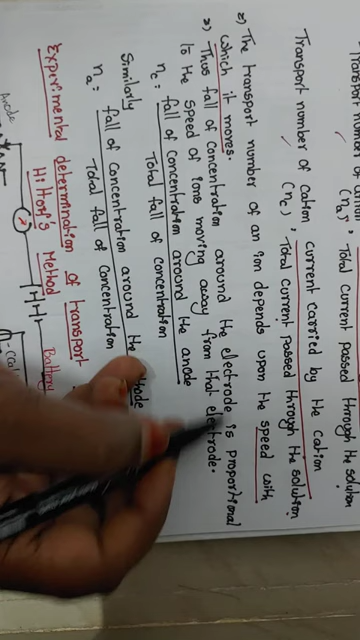 Total current passed through the solution
(nₐ),
Transport number of cation, current carried by the cation
(n꜀), Total current passed through the solution
2) The transport number of an ion depends upon the speed with
which it moves.
3) Thus fall of concentration around the electrode is proportional
to the speed of ions moving away from that electrode.
n꜀ = fall of concentration around the anode
Total fall of concentration
Similarly
nₐ = fall of concentration around the
Total fall of concentration
Experimental determination of transport
Hittorf's Method
Battery
Anode